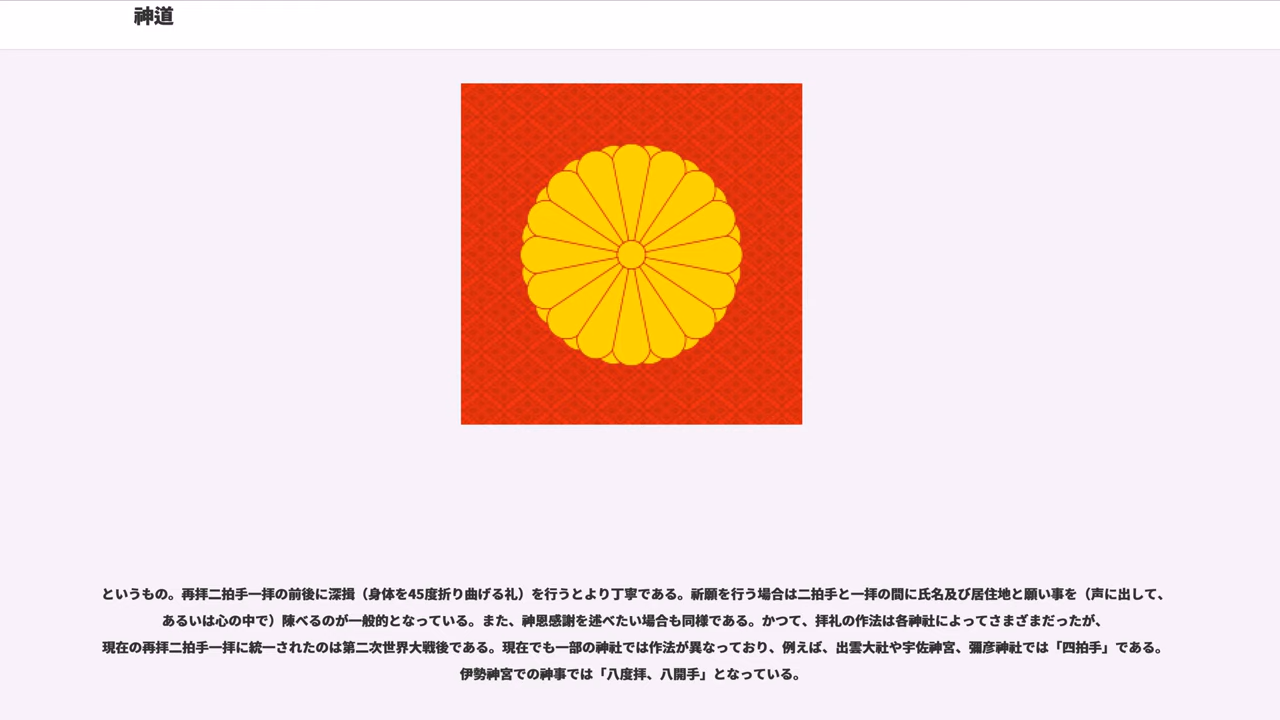 神道
というもの。再拝二拍手一拝の前後に深揖（身体を45度折り曲げる礼）を行うとより丁寧である。祈願を行う場合は二拍手と一拝の間に氏名及び居住地と願い事を（声に出して、
あるいは心の中で）陳べるのが一般的となっている。また、神恩感謝を述べたい場合も同様である。かつて、拝礼の作法は各神社によってさまざまだったが、
現在の再拝二拍手一拝に統一されたのは第二次世界大戦後である。現在でも一部の神社では作法が異なっており、例えば、出雲大社や宇佐神宮、彌彦神社では「四拍手」である。
伊勢神宮での神事では「八度拝、八開手」となっている。